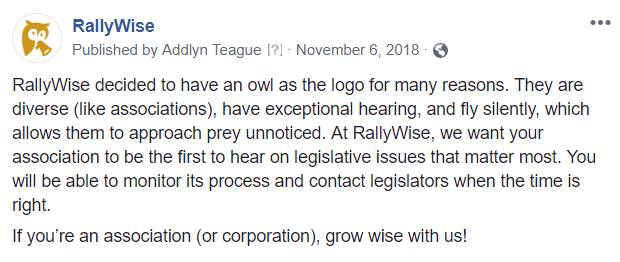 RallyWise
Published by Addlyn Teague [?] · November 6, 2018 ·
RallyWise decided to have an owl as the logo for many reasons. They are
diverse (like associations), have exceptional hearing, and fly silently, which
allows them to approach prey unnoticed. At RallyWise, we want your
association to be the first to hear on legislative issues that matter most. You
will be able to monitor its process and contact legislators when the time is
right.
If you’re an association (or corporation), grow wise with us!